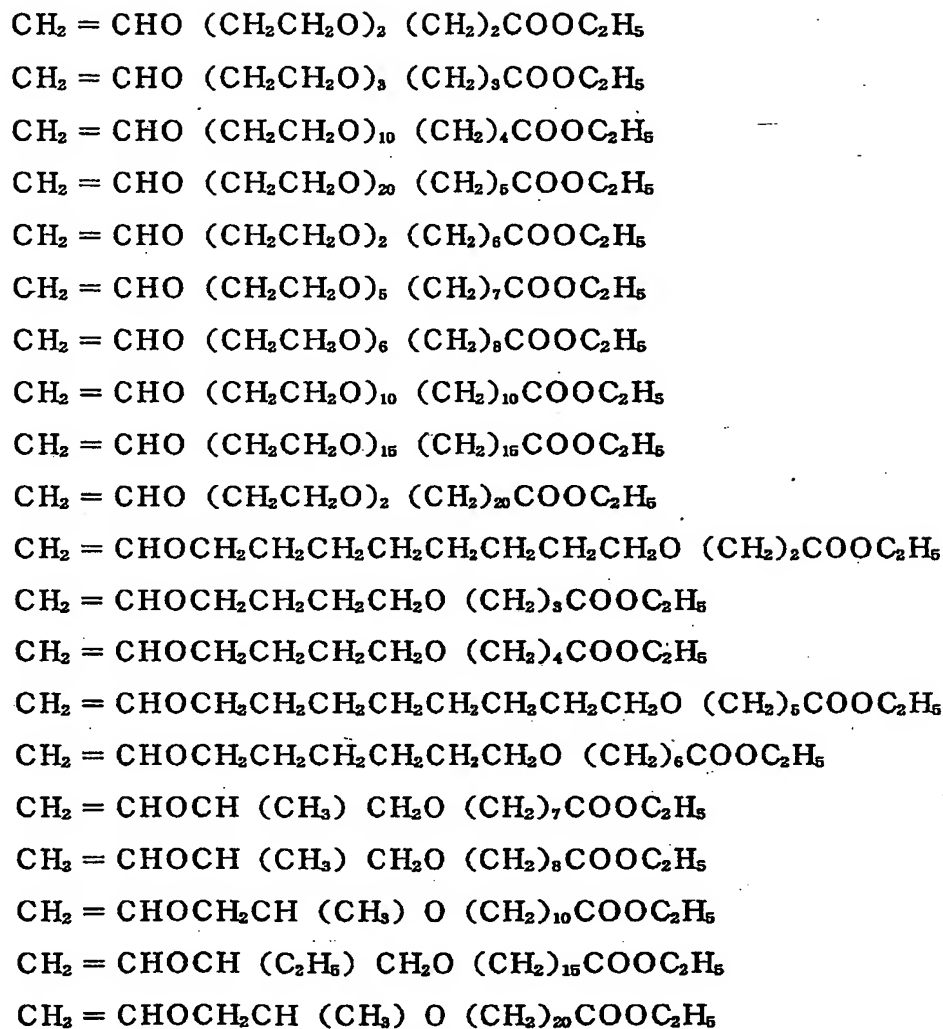 CH₂ = CHO (CH₂CH₂O)₂ (CH₂)₂COOC₂H₅
CH₂ = CHO (CH₂CH₂O)₃ (CH₂)₃COOC₂H₅
CH₂ = CHO (CH₂CH₂O)₁₀ (CH₂)₄COOC₂H₅
CH₂ = CHO (CH₂CH₂O)₂₀ (CH₂)₅COOC₂H₅
CH₂ = CHO (CH₂CH₂O)₂ (CH₂)₆COOC₂H₅
CH₂ = CHO (CH₂CH₂O)₅ (CH₂)₇COOC₂H₅
CH₂ = CHO (CH₂CH₂O)₆ (CH₂)₈COOC₂H₅
CH₂ = CHO (CH₂CH₂O)₁₀ (CH₂)₁₀COOC₂H₅
CH₂ = CHO (CH₂CH₂O)₁₅ (CH₂)₁₅COOC₂H₅
CH₂ = CHO (CH₂CH₂O)₂ (CH₂)₂₀COOC₂H₅
CH₂ = CHOCH₂CH₂CH₂CH₂CH₂CH₂CH₂CH₂O (CH₂)₂COOC₂H₅
CH₂ = CHOCH₂CH₂CH₂CH₂O (CH₂)₃COOC₂H₅
CH₂ = CHOCH₂CH₂CH₂CH₂O (CH₂)₄COOC₂H₅
CH₂ = CHOCH₂CH₂CH₂CH₂CH₂CH₂CH₂CH₂O (CH₂)₅COOC₂H₅
CH₂ = CHOCH₂CH₂CH₂CH₂CH₂CH₂O (CH₂)₆COOC₂H₅
CH₂ = CHOCH (CH₃) CH₂O (CH₂)₇COOC₂H₅
CH₂ = CHOCH (CH₃) CH₂O (CH₂)₈COOC₂H₅
CH₂ = CHOCH₂CH (CH₃) O (CH₂)₁₀COOC₂H₅
CH₂ = CHOCH (C₂H₅) CH₂O (CH₂)₁₅COOC₂H₅
CH₂ = CHOCH₂CH (CH₃) O (CH₂)₂₀COOC₂H₅